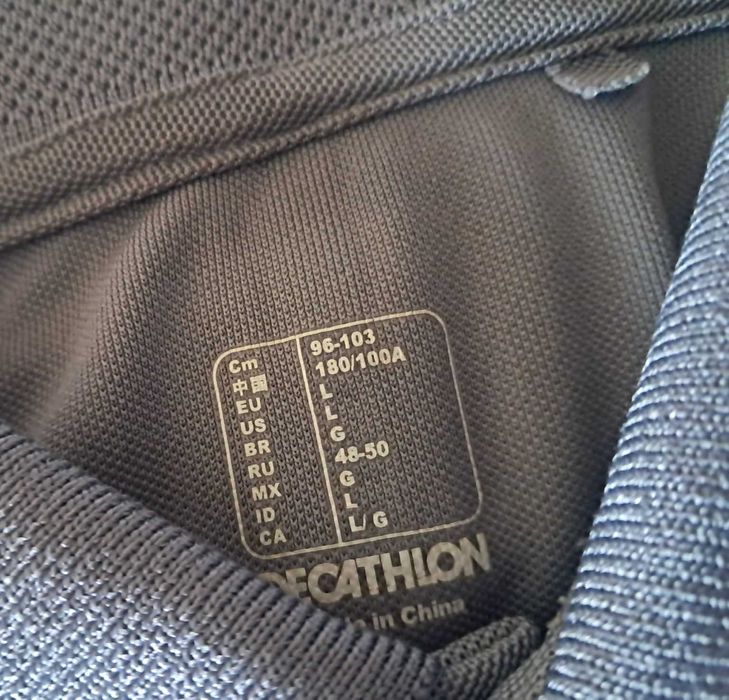 Cm 96-103
中国 180/100A
EU L
US L
BR G
RU 48-50
MX G
ID L
CA L/ G
DECATHLON
in China